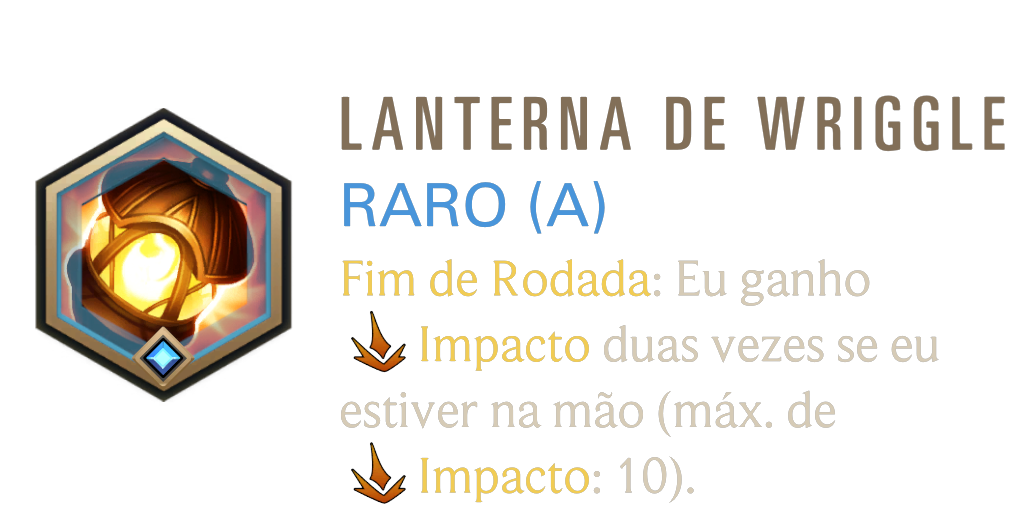 LANTERNA DE WRIGGLE
RARO (A)
Fim de Rodada: Eu ganho
Impacto duas vezes se eu
estiver na mão (máx. de
Impacto: 10).